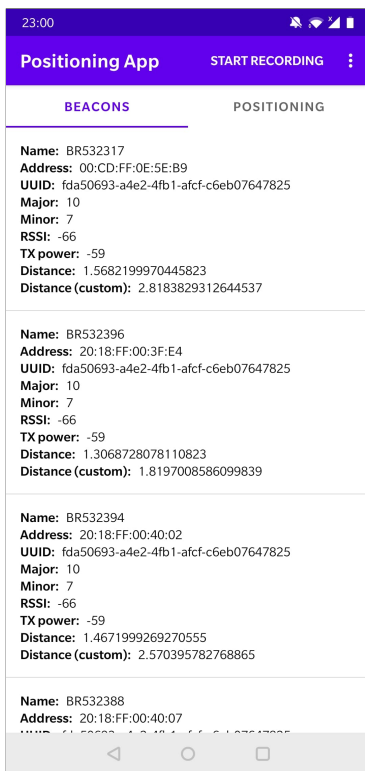 23:00
Positioning App START RECORDING
BEACONS POSITIONING
Name: BR532317
Address: 00:CD:FF:0E:5E:B9
UUID: fda50693-a4e2-4fb1-afcf-c6eb07647825
Major: 10
Minor: 7
RSSI: -66
TX power: -59
Distance: 1.5682199970445823
Distance (custom): 2.8183829312644537
Name: BR532396
Address: 20:18:FF:00:3F:E4
UUID: fda50693-a4e2-4fb1-afcf-c6eb07647825
Major: 10
Minor: 7
RSSI: -66
TX power: -59
Distance: 1.3068728078110823
Distance (custom): 1.8197008586099839
Name: BR532394
Address: 20:18:FF:00:40:02
UUID: fda50693-a4e2-4fb1-afcf-c6eb07647825
Major: 10
Minor: 7
RSSI: -66
TX power: -59
Distance: 1.4671999269270555
Distance (custom): 2.570395782768865
Name: BR532388
Address: 20:18:FF:00:40:07